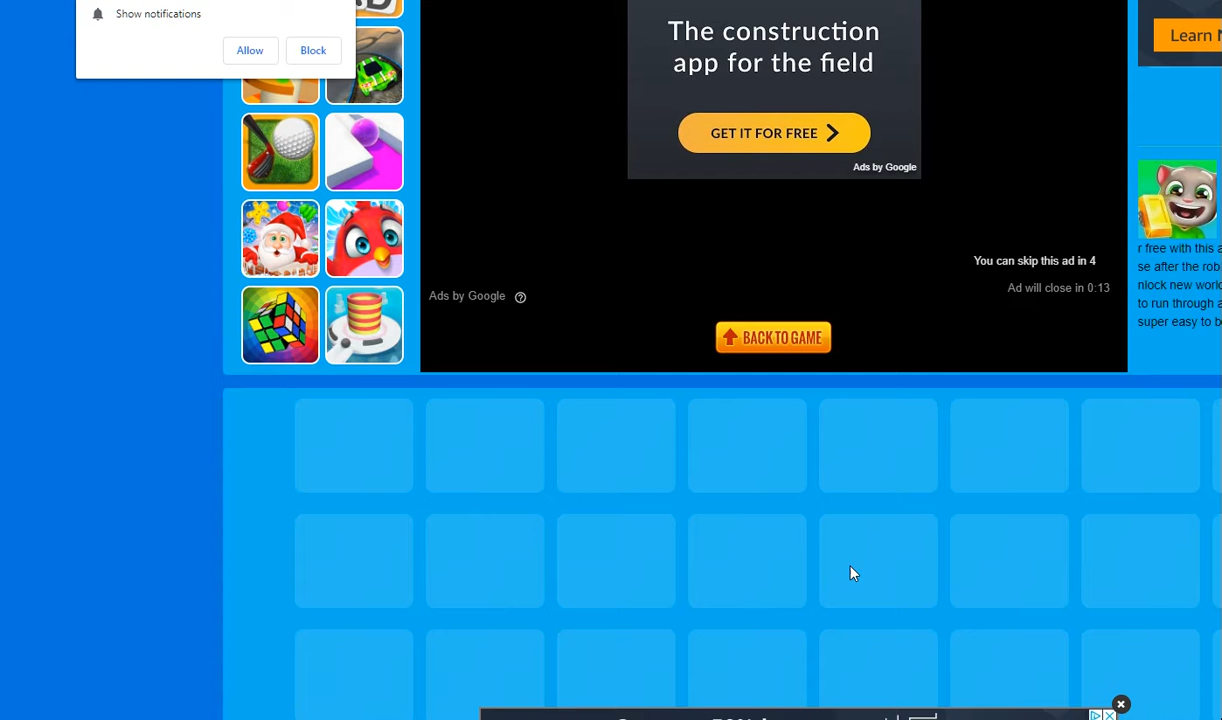 Show notifications
Allow
Block
The construction
app for the field
GET IT FOR FREE
Ads by Google
Learn
You can skip this ad in 4
Ad will close in 0:13
Ads by Google
BACK TO GAME
r free with this
se after the rob
nlock new world
to run through
super easy to